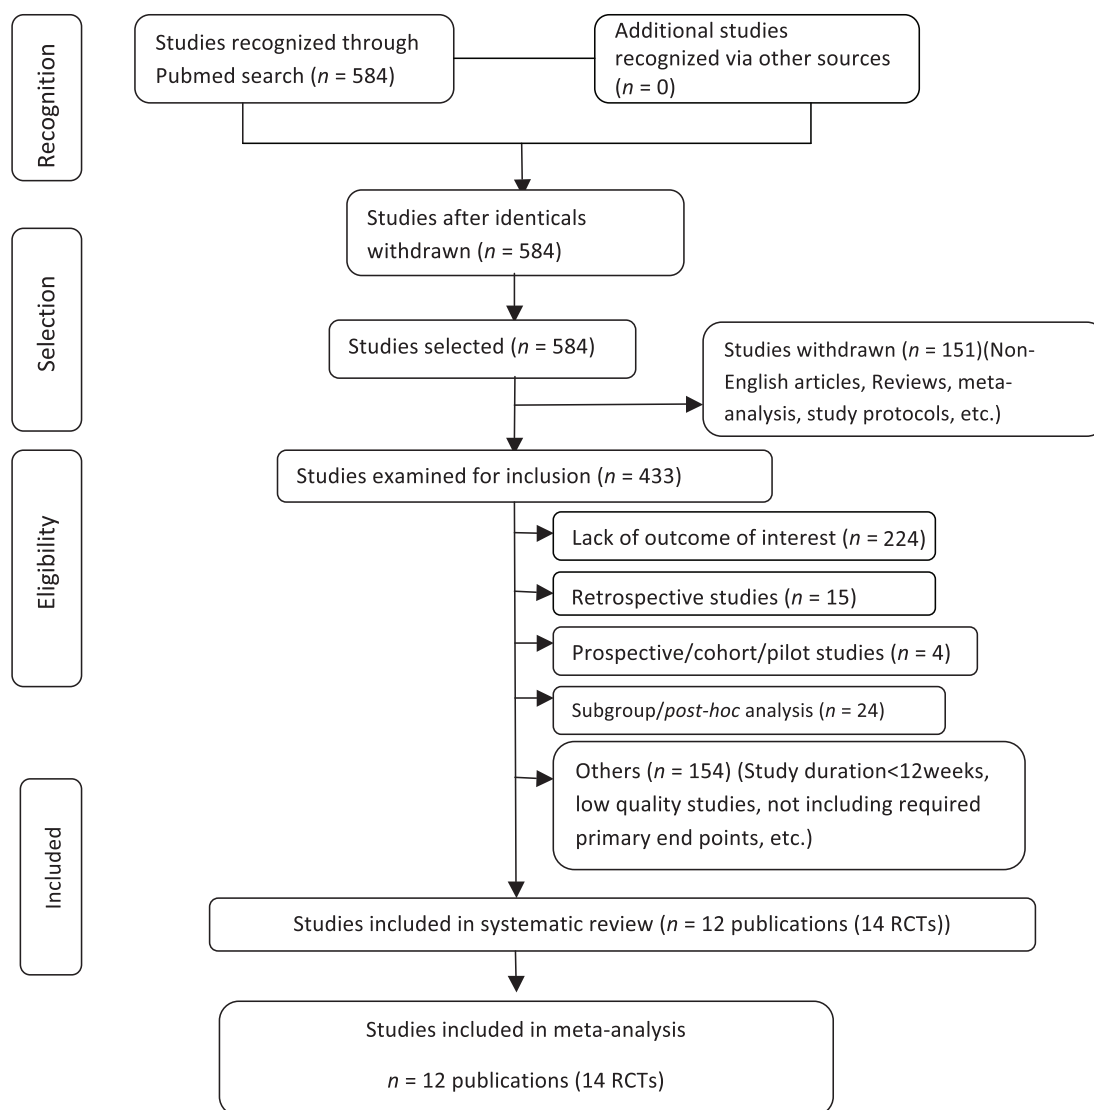 Recognition
Studies recognized through
Pubmed search (n = 584)
Additional studies
recognized via other sources
(n = 0)
Studies after identicals
withdrawn (n = 584)
Selection
Studies selected (n = 584)
Studies withdrawn (n = 151)(Non-
English articles, Reviews, meta-
analysis, study protocols, etc.)
Eligibility
Studies examined for inclusion (n = 433)
Lack of outcome of interest (n = 224)
Retrospective studies (n = 15)
Prospective/cohort/pilot studies (n = 4)
Subgroup/post-hoc analysis (n = 24)
Others (n = 154) (Study duration<12weeks,
low quality studies, not including required
primary end points, etc.)
Included
Studies included in systematic review (n = 12 publications (14 RCTs))
Studies included in meta-analysis
n = 12 publications (14 RCTs)